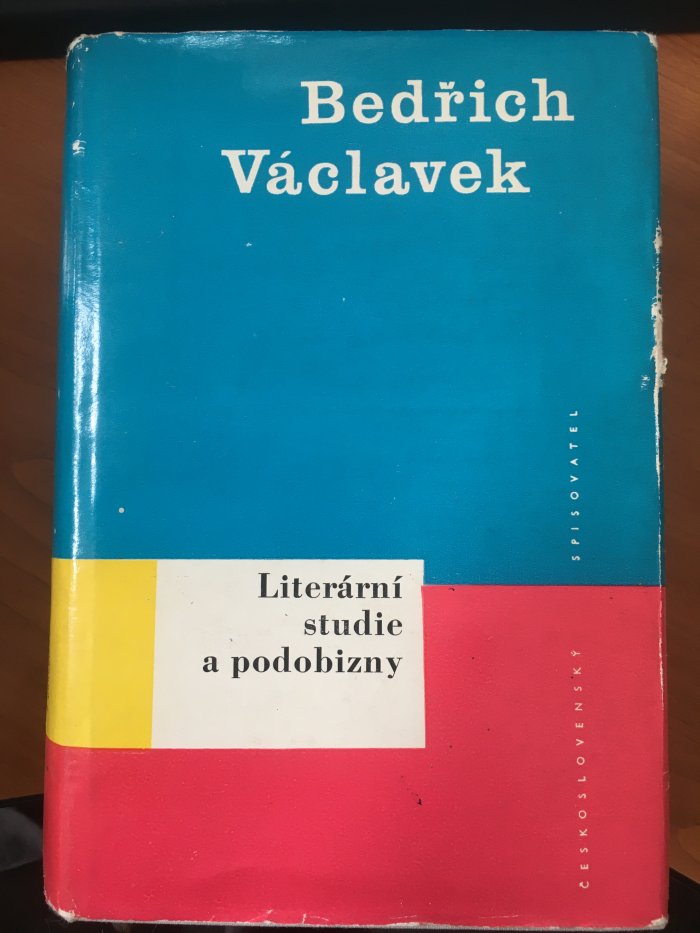 Bedřich
Václavek
Literární
studie
a podobizny
ČESKOSLOVENSKÝ SPISOVATEL